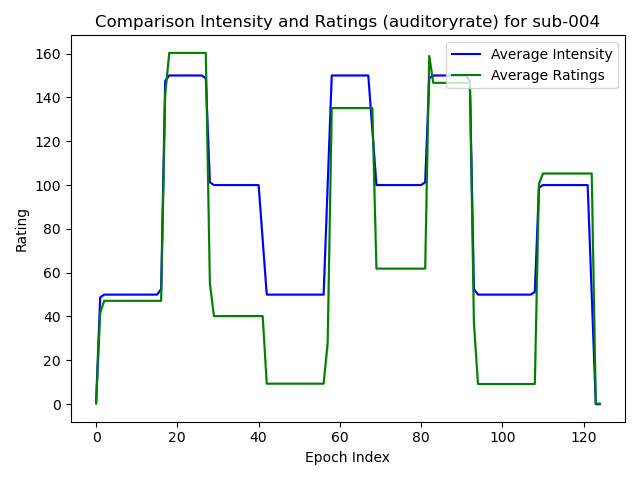 Comparison Intensity and Ratings (auditoryrate) for sub-004
Average Intensity
Average Ratings
Rating
160
140
120
100
80
60
40
20
0
0 20 40 60 80 100 120
Epoch Index